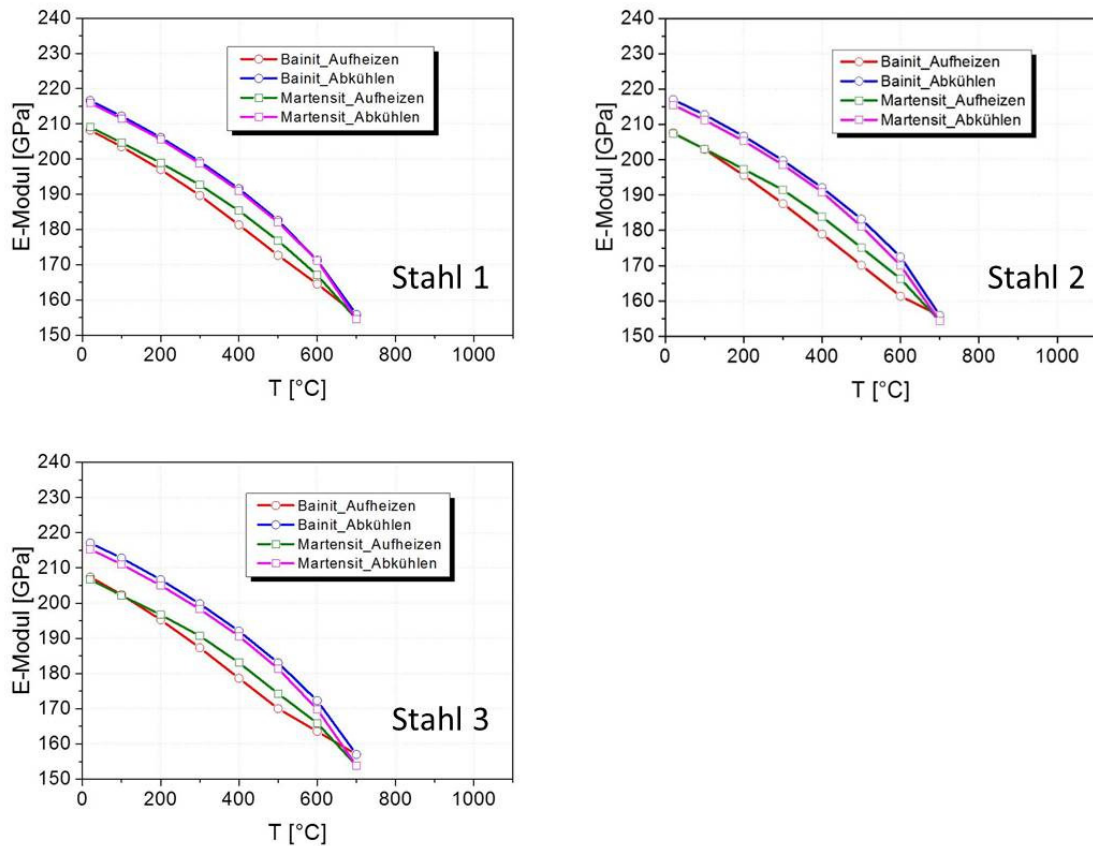 240
230
220
210
200
190
180
170
160
150
E-Modul [GPa]
Bainit_Aufheizen
Bainit_Abkühlen
Martensit_Aufheizen
Martensit_Abkühlen
Stahl 1
0 200 400 600 800 1000
T [°C]
240
230
220
210
200
190
180
170
160
150
E-Modul [GPa]
Bainit_Aufheizen
Bainit_Abkühlen
Martensit_Aufheizen
Martensit_Abkühlen
Stahl 2
0 200 400 600 800 1000
T [°C]
240
230
220
210
200
190
180
170
160
150
E-Modul [GPa]
Bainit_Aufheizen
Bainit_Abkühlen
Martensit_Aufheizen
Martensit_Abkühlen
Stahl 3
0 200 400 600 800 1000
T [°C]